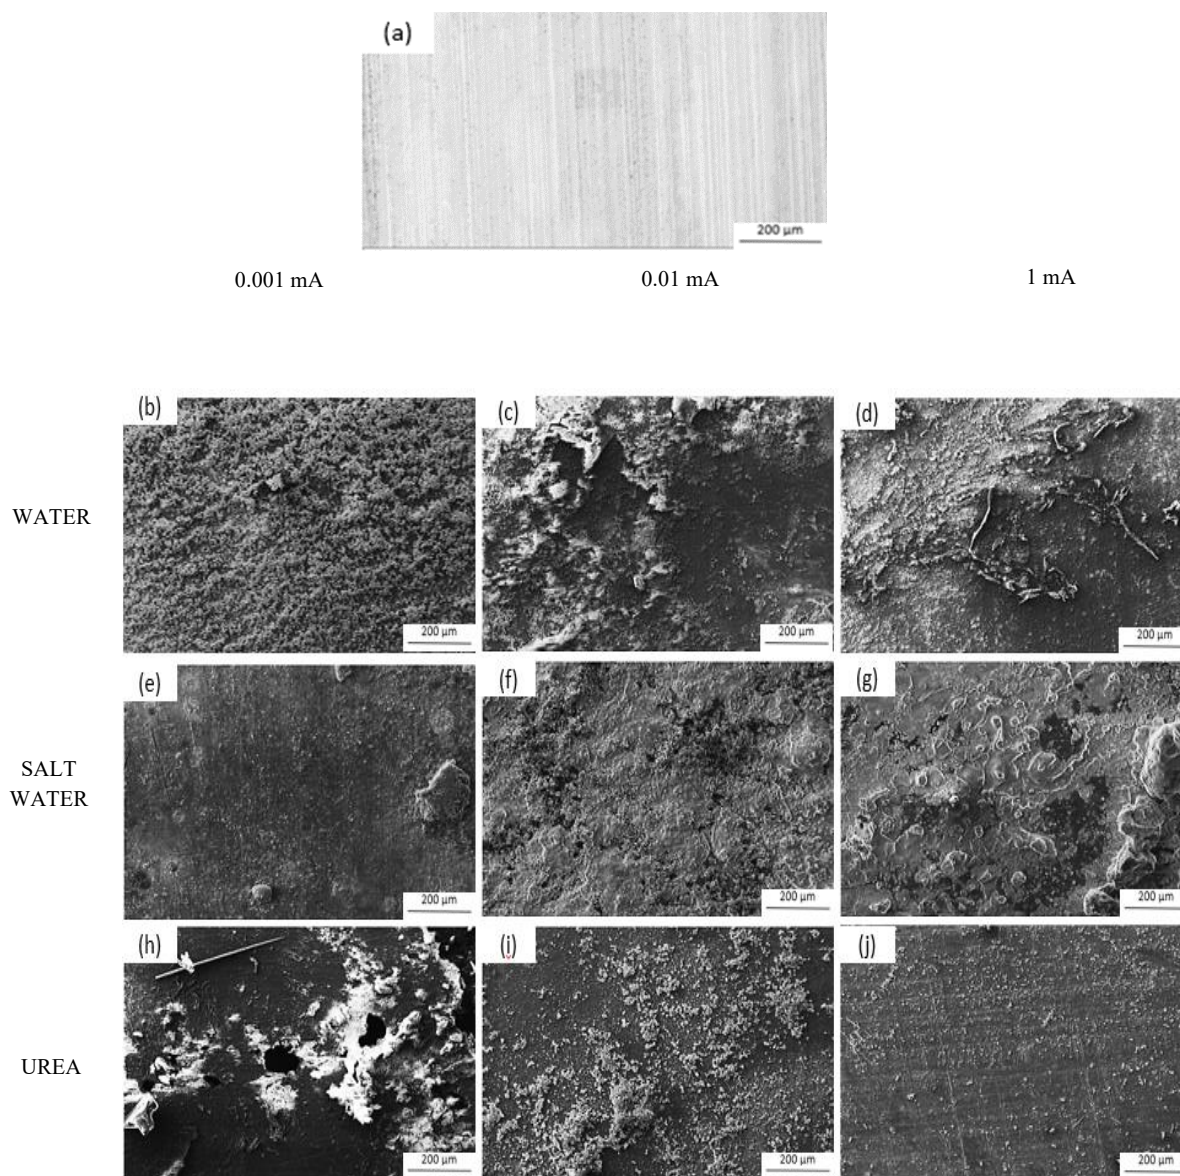 (a)
200 µm
0.001 mA
0.01 mA
1 mA
(b)
(c)
(d)
WATER
200 µm
200 µm
200 µm
(e)
(f)
(g)
SALT
WATER
200 µm
200 µm
200 µm
(h)
(i)
(j)
UREA
200 µm
200 µm
200 µm